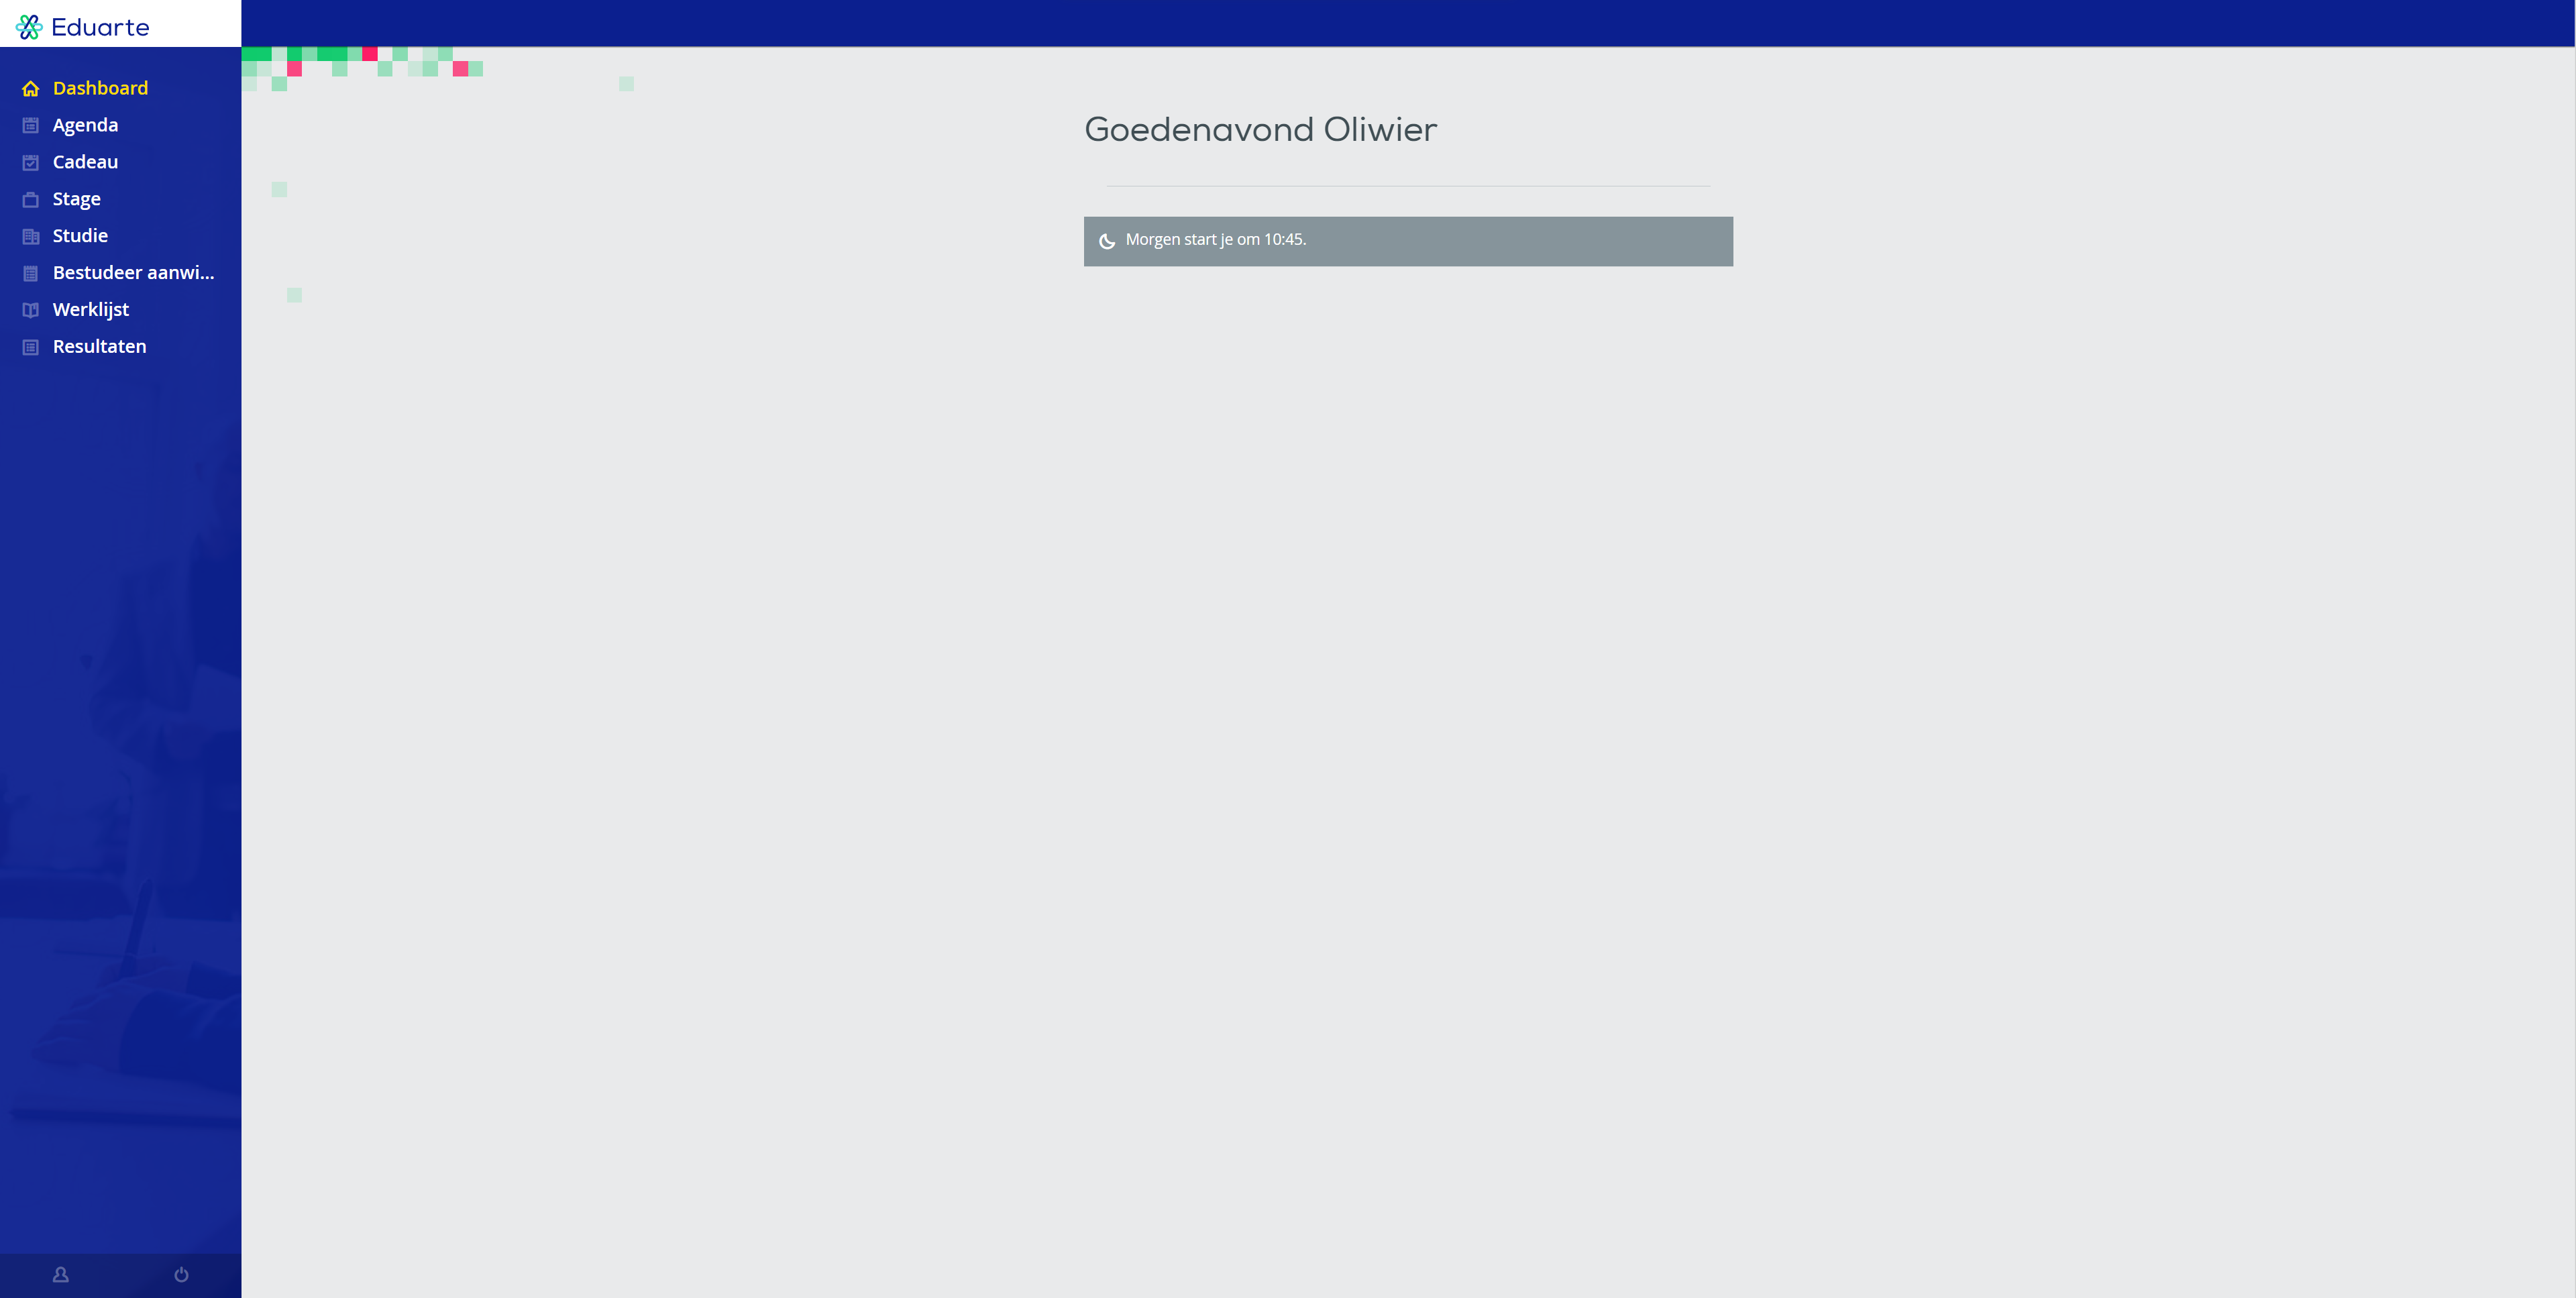 Eduarte
Dashboard
Agenda
Cadeau
Stage
Studie
Bestudeer aanwi...
Werklijst
Resultaten
Goedenavond Oliwier
Morgen start je om 10:45.